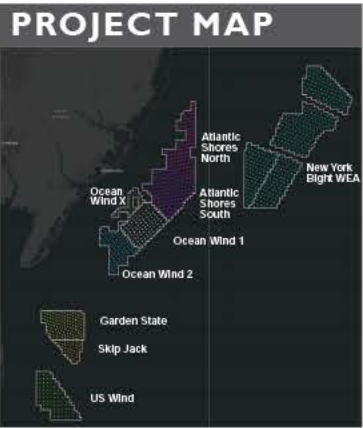 PROJECT MAP
Atlantic
Shores
North
New York
Bight WEA
Ocean
Wind X
Atlantic
Shores
South
Ocean Wind 1
Ocean Wind 2
Garden State
Skip Jack
US Wind